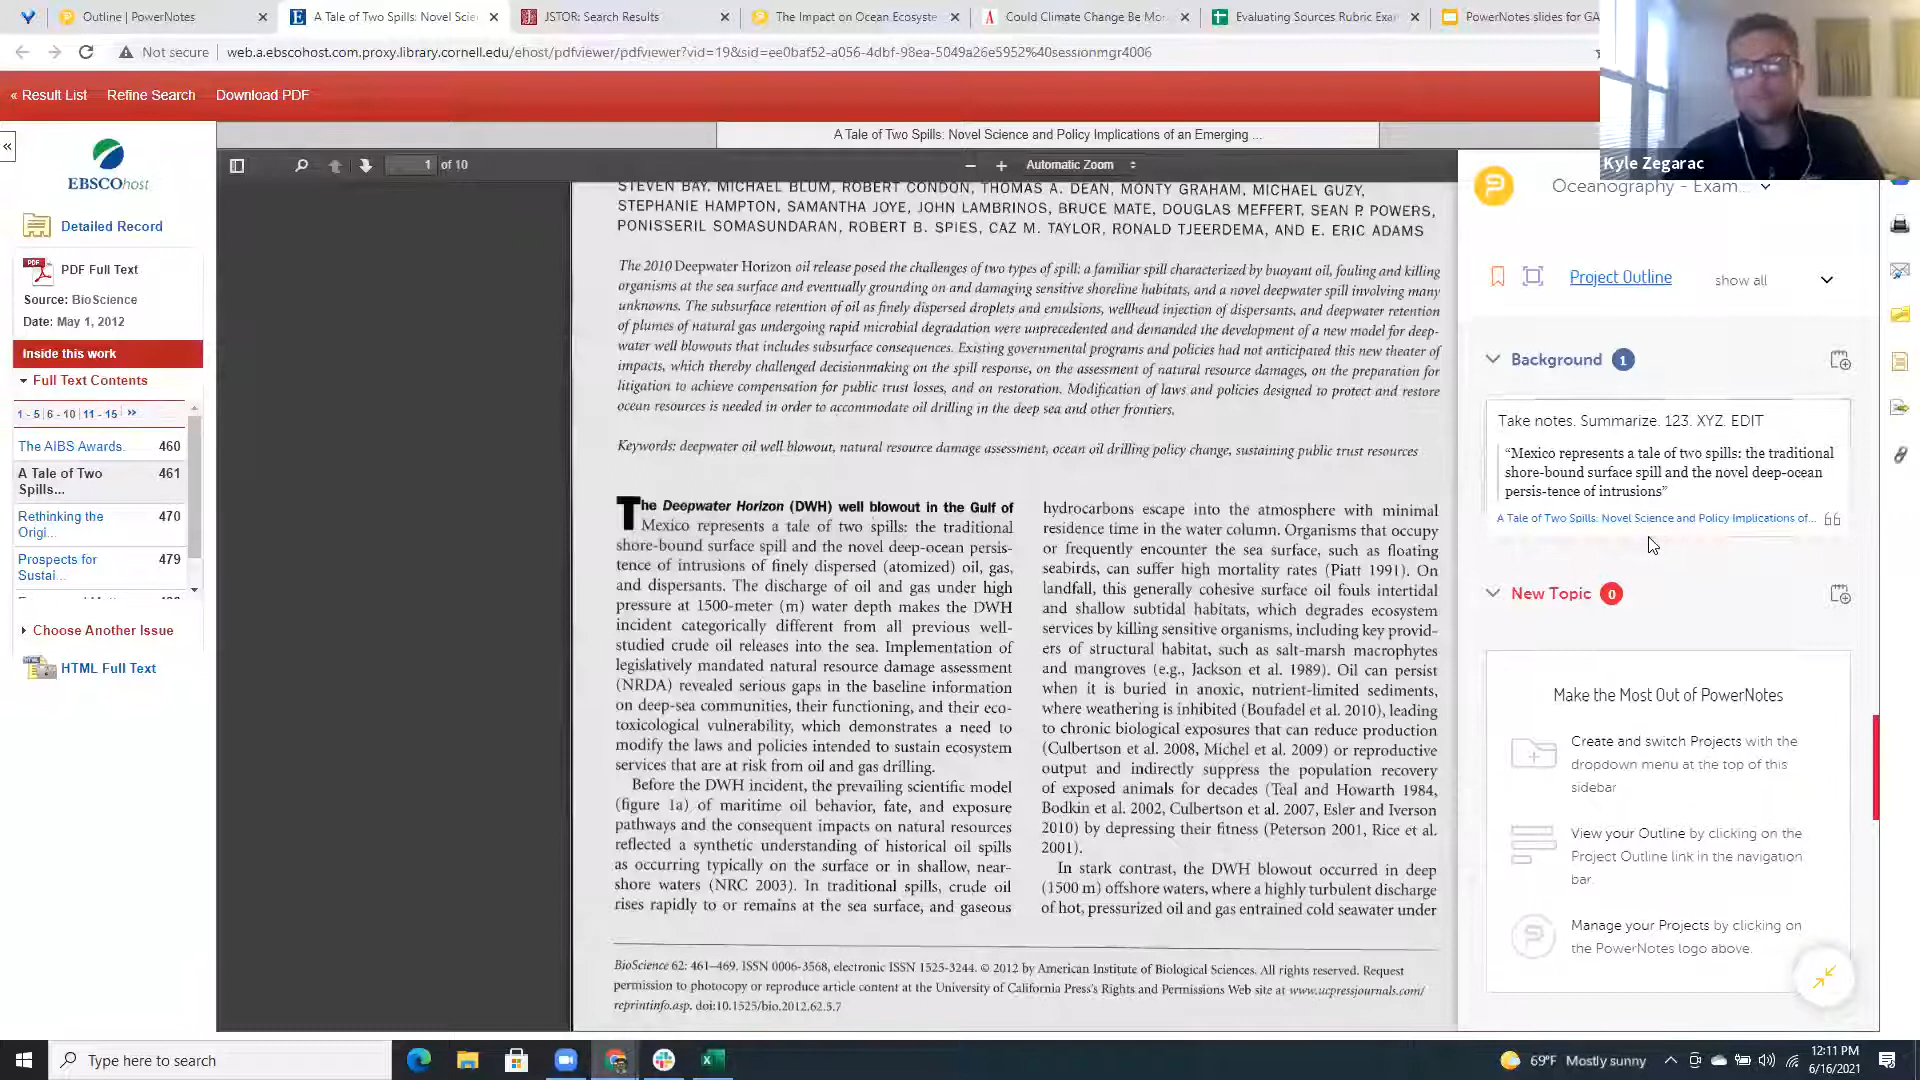 Outline | PowerNotes
A Tale of Two Spills: Novel Scie
JSTOR: Search Results
The Impact on Ocean Ecosyste
Could Climate Change Be Mo
Evaluating Sources Rubric Exa
PowerNotes slides for GA
Not secure
web.a.ebscohost.com.proxy.library.cornell.edu/ehost/pdfviewer/pdfviewer?vid=19&sid=ee0baf52-a056-4dbf-98ea-5049a26e5952%40sessionmgr4006
« Result List
Refine Search
Download PDF
A Tale of Two Spills: Novel Science and Policy Implications of an Emerging ...
Kyle Zegarac
«
EBSCOhost
Detailed Record
PDF
PDF Full Text
Source: BioScience
Date: May 1, 2012
Inside this work
Full Text Contents
1 - 5 | 6 - 10 | 11 - 15 »
The AIBS Awards. 460
A Tale of Two 461
Spills...
Rethinking the 470
Origi...
Prospects for 479
Sustai...
Choose Another Issue
HTML Full Text
1 of 10
Automatic Zoom
STEVEN BAY, MICHAEL BLUM, ROBERT CONDON, THOMAS A. DEAN, MONTY GRAHAM, MICHAEL GUZY,
STEPHANIE HAMPTON, SAMANTHA JOYE, JOHN LAMBRINOS, BRUCE MATE, DOUGLAS MEFFERT, SEAN P. POWERS,
PONISSERIL SOMASUNDARAN, ROBERT B. SPIES, CAZ M. TAYLOR, RONALD TJEERDEMA, AND E. ERIC ADAMS
The 2010 Deepwater Horizon oil release posed the challenges of two types of spill: a familiar spill characterized by buoyant oil, fouling and killing
organisms at the sea surface and eventually grounding on and damaging sensitive shoreline habitats, and a novel deepwater spill involving many
unknowns. The subsurface retention of oil as finely dispersed droplets and emulsions, wellhead injection of dispersants, and deepwater retention
of plumes of natural gas undergoing rapid microbial degradation were unprecedented and demanded the development of a new model for deep-
water well blowouts that includes subsurface consequences. Existing governmental programs and policies had not anticipated this new theater of
impacts, which thereby challenged decisionmaking on the spill response, on the assessment of natural resource damages, on the preparation for
litigation to achieve compensation for public trust losses, and on restoration. Modification of laws and policies designed to protect and restore
ocean resources is needed in order to accommodate oil drilling in the deep sea and other frontiers.
Keywords: deepwater oil well blowout, natural resource damage assessment, ocean oil drilling policy change, sustaining public trust resources
The Deepwater Horizon (DWH) well blowout in the Gulf of
Mexico represents a tale of two spills: the traditional
shore-bound surface spill and the novel deep-ocean persis-
tence of intrusions of finely dispersed (atomized) oil, gas,
and dispersants. The discharge of oil and gas under high
pressure at 1500-meter (m) water depth makes the DWH
incident categorically different from all previous well-
studied crude oil releases into the sea. Implementation of
legislatively mandated natural resource damage assessment
(NRDA) revealed serious gaps in the baseline information
on deep-sea communities, their functioning, and their eco-
toxicological vulnerability, which demonstrates a need to
modify the laws and policies intended to sustain ecosystem
services that are at risk from oil and gas drilling.
Before the DWH incident, the prevailing scientific model
(figure 1a) of maritime oil behavior, fate, and exposure
pathways and the consequent impacts on natural resources
reflected a synthetic understanding of historical oil spills
as occurring typically on the surface or in shallow, near-
shore waters (NRC 2003). In traditional spills, crude oil
rises rapidly to or remains at the sea surface, and gaseous
hydrocarbons escape into the atmosphere with minimal
residence time in the water column. Organisms that occupy
or frequently encounter the sea surface, such as floating
seabirds, can suffer high mortality rates (Piatt 1991). On
landfall, this generally cohesive surface oil fouls intertidal
and shallow subtidal habitats, which degrades ecosystem
services by killing sensitive organisms, including key provid-
ers of structural habitat, such as salt-marsh macrophytes
and mangroves (e.g., Jackson et al. 1989). Oil can persist
when it is buried in anoxic, nutrient-limited sediments,
where weathering is inhibited (Boufadel et al. 2010), leading
to chronic biological exposures that can reduce production
(Culbertson et al. 2008, Michel et al. 2009) or reproductive
output and indirectly suppress the population recovery
of exposed animals for decades (Teal and Howarth 1984,
Bodkin et al. 2002, Culbertson et al. 2007, Esler and Iverson
2010) by depressing their fitness (Peterson 2001, Rice et al.
2001).
In stark contrast, the DWH blowout occurred in deep
(1500 m) offshore waters, where a highly turbulent discharge
of hot, pressurized oil and gas entrained cold seawater under
BioScience 62: 461–469. ISSN 0006-3568, electronic ISSN 1525-3244. © 2012 by American Institute of Biological Sciences. All rights reserved. Request
permission to photocopy or reproduce article content at the University of California Press's Rights and Permissions Web site at www.ucpressjournals.com/
reprintinfo.asp. doi:10.1525/bio.2012.62.5.7
Oceanography - Exam...
Project Outline
show all
Background 1
Take notes. Summarize. 123. XYZ. EDIT
“Mexico represents a tale of two spills: the traditional
shore-bound surface spill and the novel deep-ocean
persis-tence of intrusions”
A Tale of Two Spills: Novel Science and Policy Implications of...
New Topic 0
Make the Most Out of PowerNotes
Create and switch Projects with the
dropdown menu at the top of this
sidebar
View your Outline by clicking on the
Project Outline link in the navigation
bar.
Manage your Projects by clicking on
the PowerNotes logo above.
Type here to search
69°F Mostly sunny
12:11 PM
6/16/2021